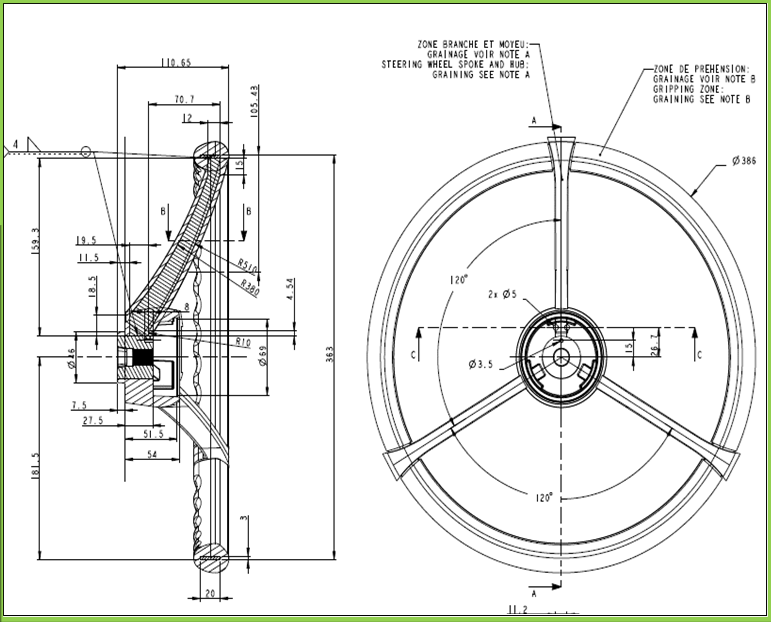 ZONE BRANCHE ET MOYEU:
GRAINAGE VOIR NOTE A
STEERING WHEEL SPOKE AND HUB:
GRAINING SEE NOTE A
ZONE DE PREHENSION:
GRAINAGE VOIR NOTE B
GRIPPING ZONE:
GRAINING SEE NOTE B
110.65
70.7
12
105.43
A
4
15
Ø386
159.3
B B
19.5
R510
11.5
R380
120°
4.54
18.5
8
2x Ø5
R10
Ø46
Ø69
363
C
15
26.7
C
Ø3.5
7.5
27.5
51.5
54
181.5
120°
3
20
A
11.2